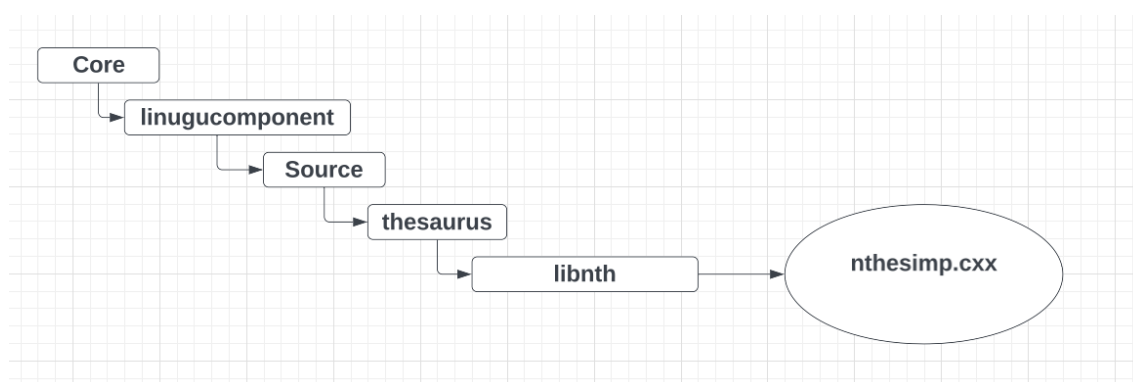 Core
linugucomponent
Source
thesaurus
libnth
nthesimp.cxx